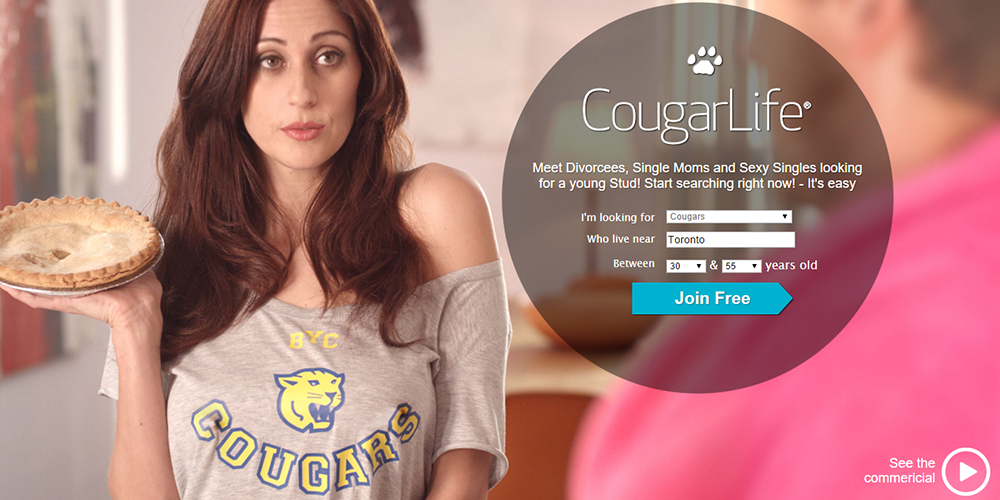 CougarLife®
Meet Divorcees, Single Moms and Sexy Singles looking
for a young Stud! Start searching right now! - It's easy
I'm looking for Cougars
Who live near Toronto
Between 30 & 55 years old
Join Free
BYC
COUGARS
See the
commericial